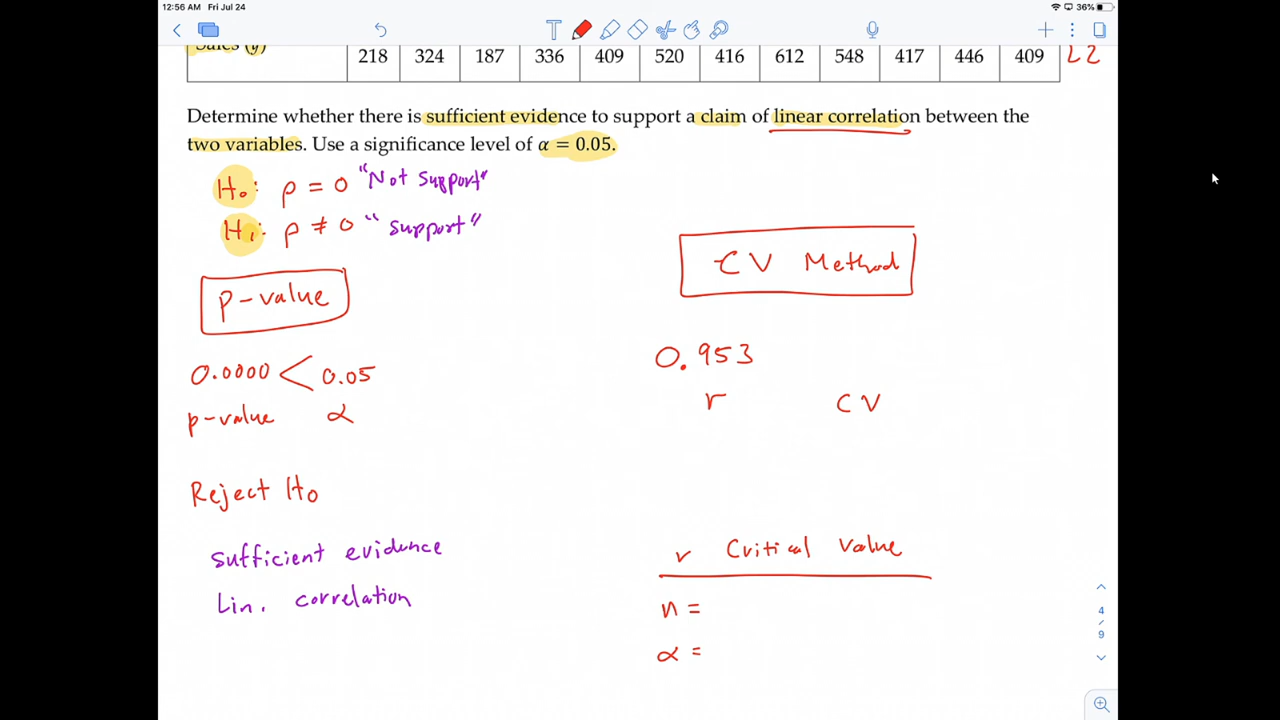 12:56 AM Fri Jul 24
36%
Sales (y)
218 324 187 336 409 520 416 612 548 417 446 409 L2
Determine whether there is sufficient evidence to support a claim of linear correlation between the
two variables. Use a significance level of α = 0.05.
H₀: ρ = 0 "Not Support"
H₁: ρ ≠ 0 "Support"
P-value
CV Method
0.0000 < 0.05
p-value α
0.953
r CV
Reject H₀
Sufficient evidence
Lin. correlation
r Critical Value
n =
α =
4
/
9